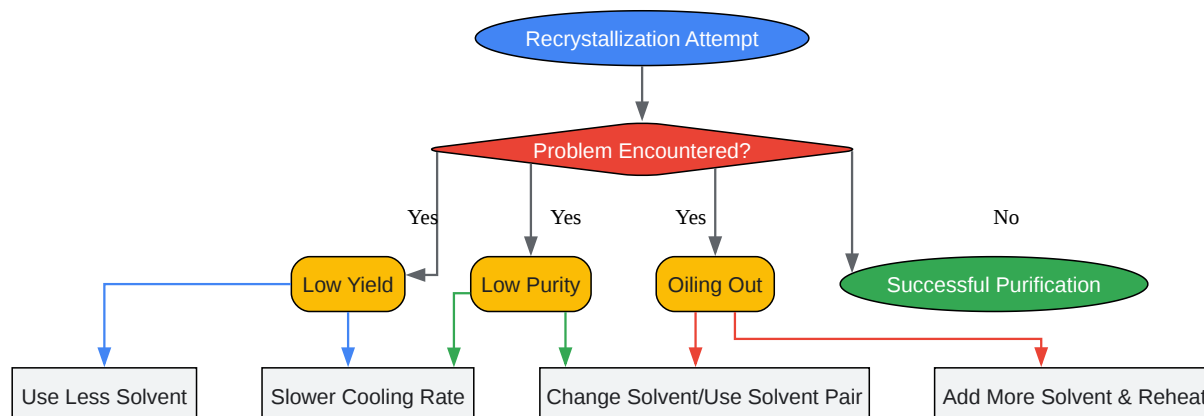 Recrystallization Attempt
Problem Encountered?
Yes
Yes
Yes
No
Low Yield
Low Purity
Oiling Out
Successful Purification
Use Less Solvent
Slower Cooling Rate
Change Solvent/Use Solvent Pair
Add More Solvent & Reheat